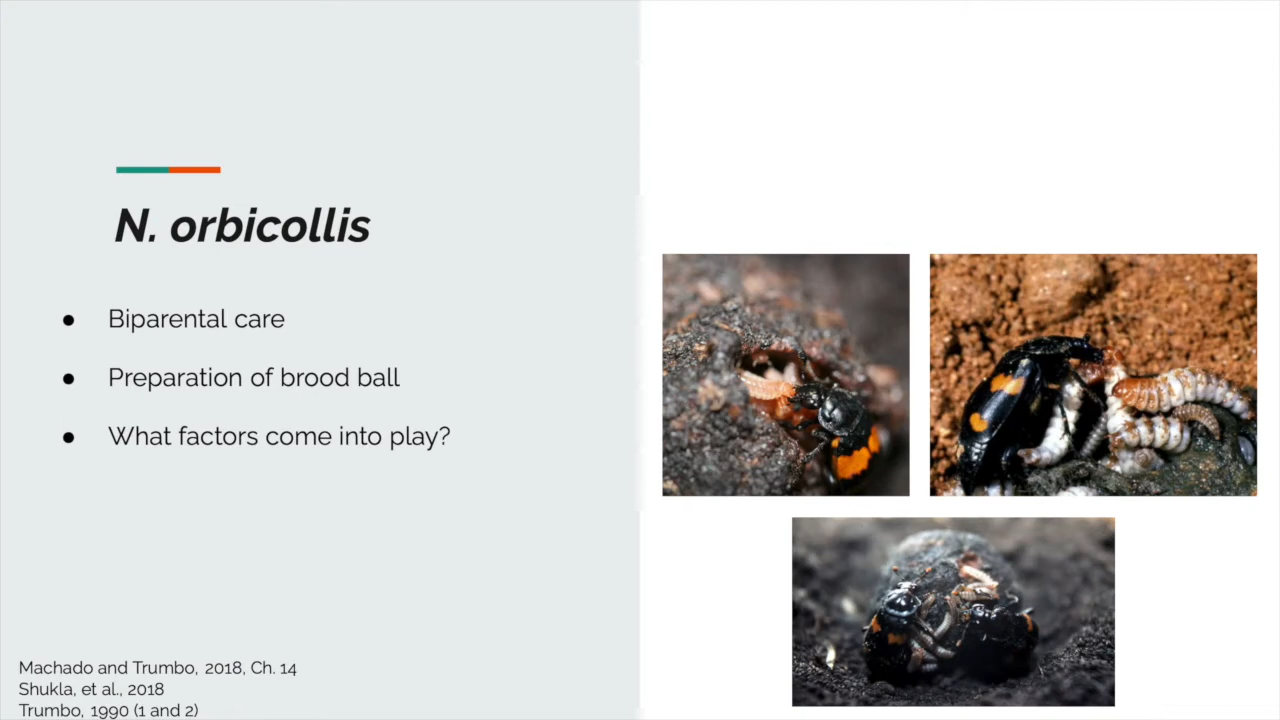 N. orbicollis
● Biparental care
● Preparation of brood ball
● What factors come into play?
Machado and Trumbo, 2018, Ch. 14
Shukla, et al., 2018
Trumbo, 1990 (1 and 2)